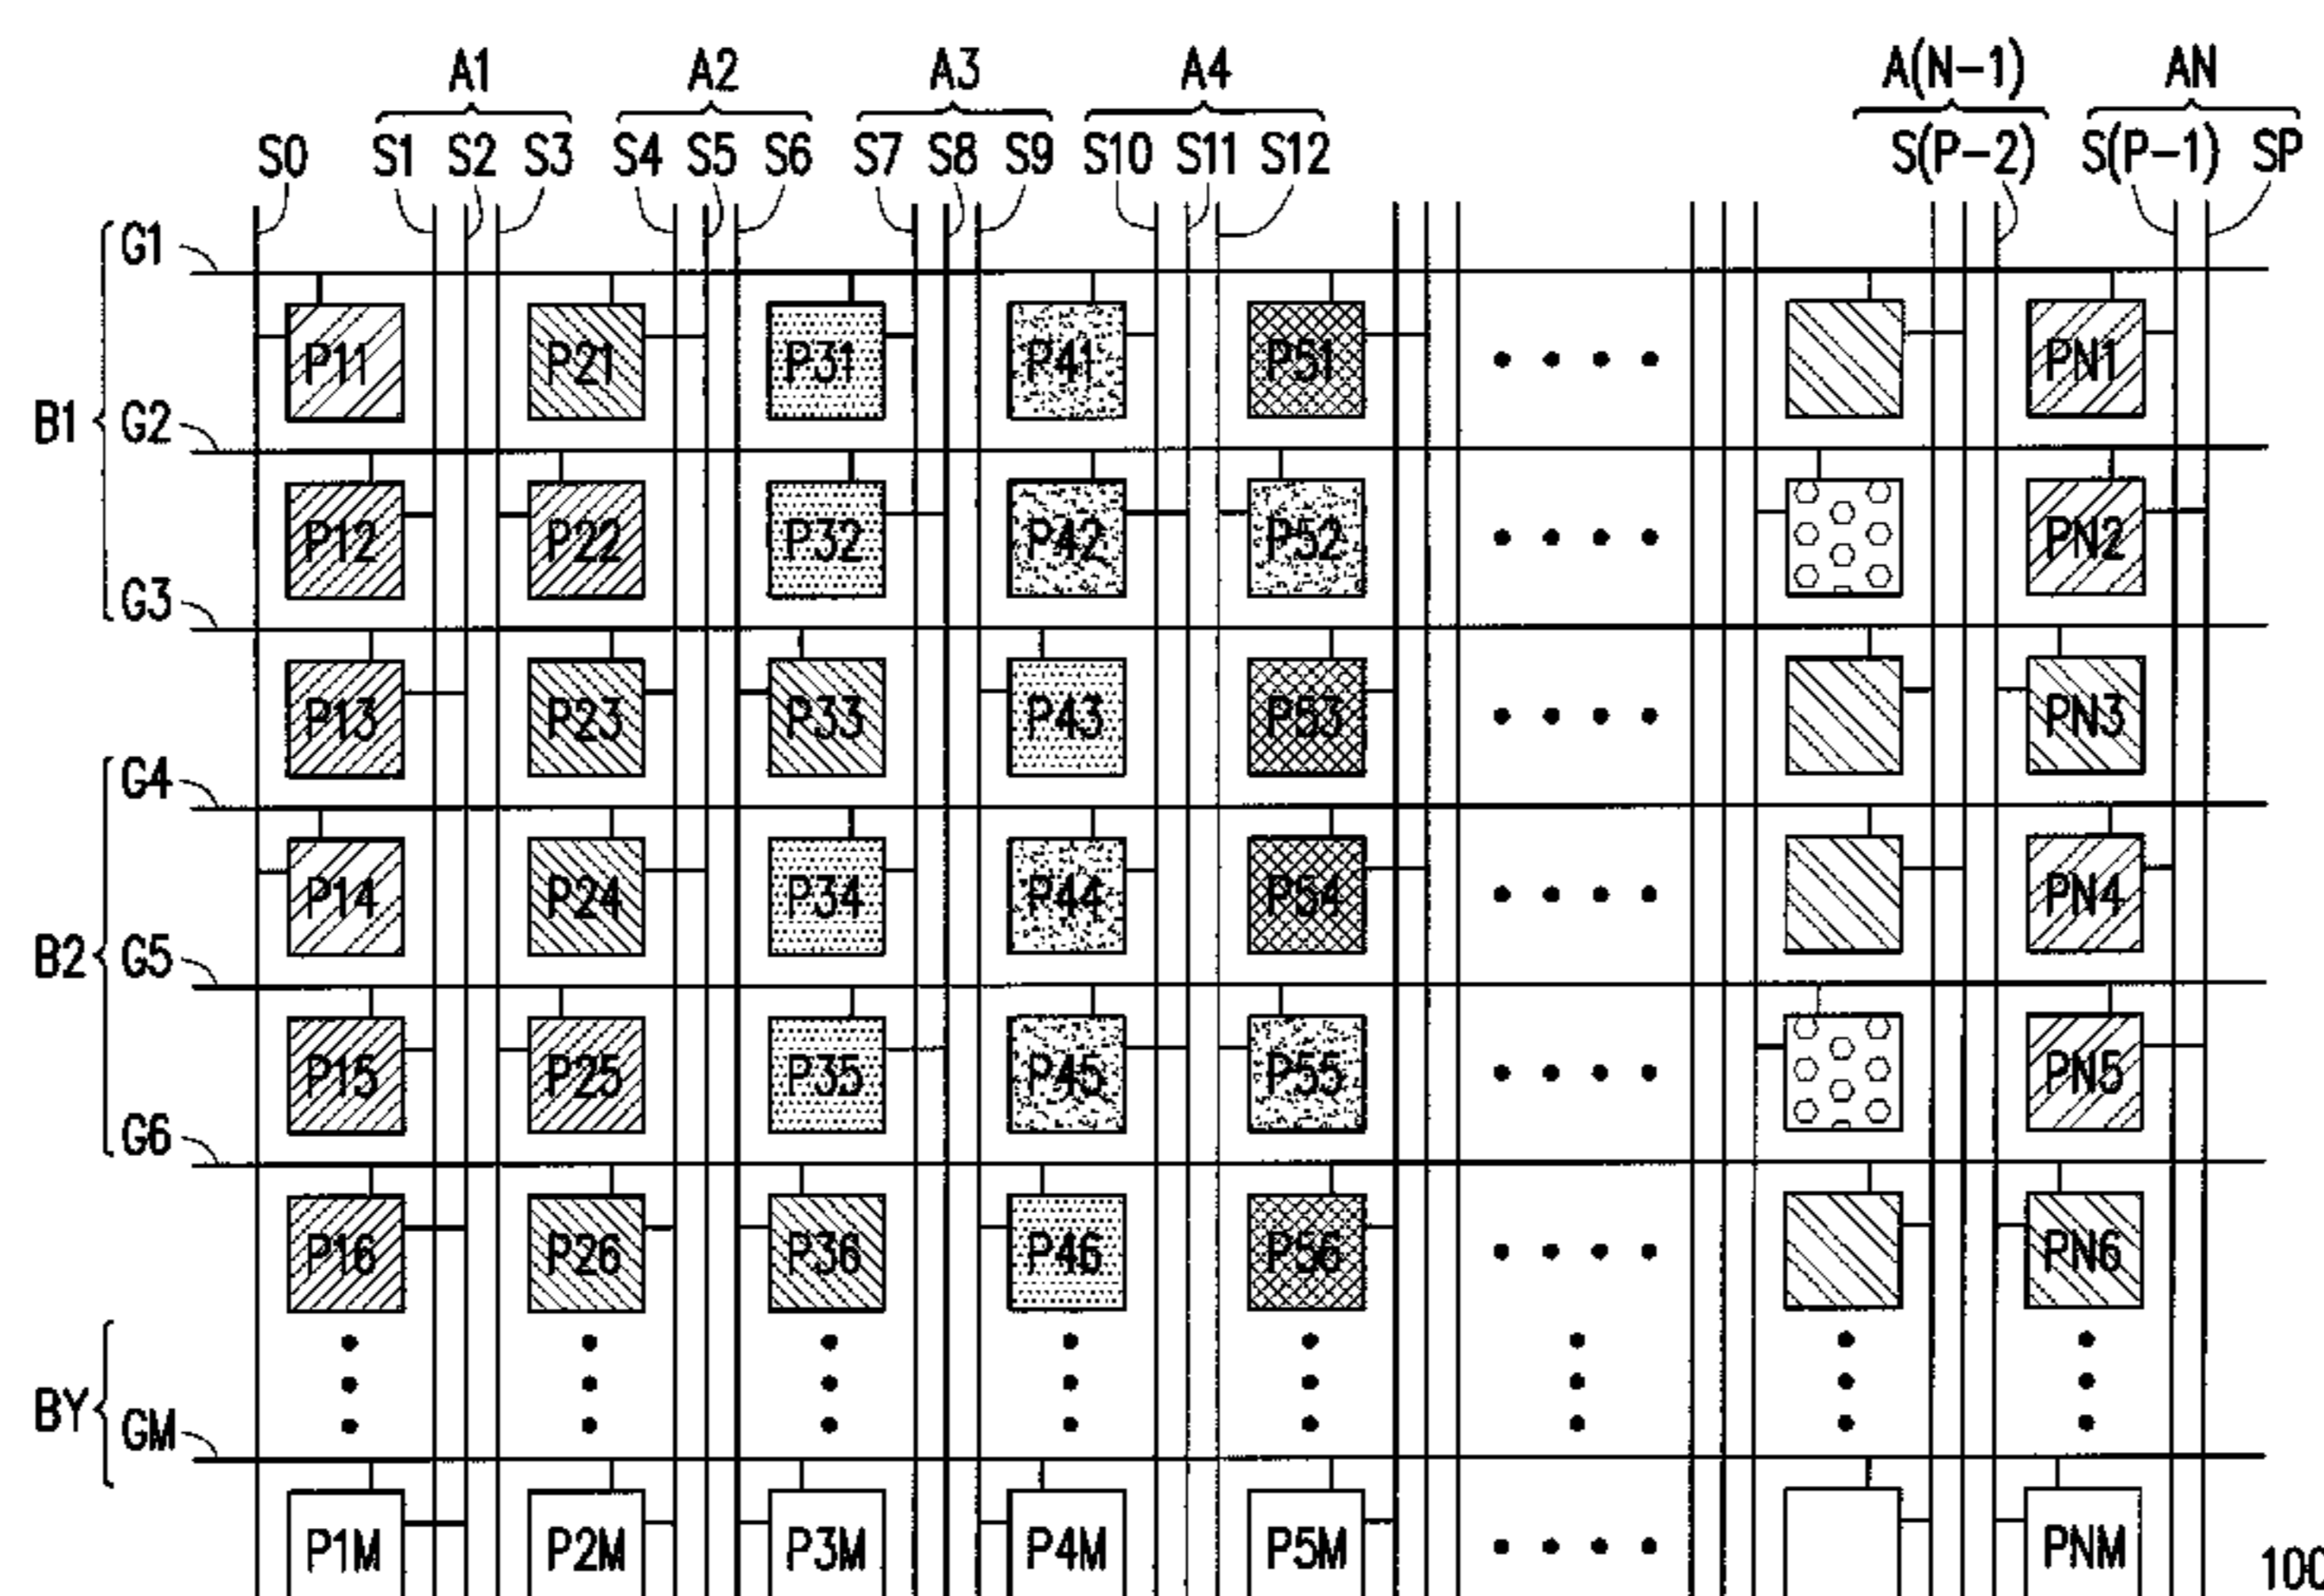 A1 A2 A3 A4 A(N-1) AN
S0 S1 S2 S3 S4 S5 S6 S7 S8 S9 S10 S11 S12 S(P-2) S(P-1) SP
G1
P11 P21 P31 P41 P51 PN1
B1 G2
P12 P22 P32 P42 P52 PN2
G3
P13 P23 P33 P43 P53 PN3
G4
P14 P24 P34 P44 P54 PN4
B2 G5
P15 P25 P35 P45 P55 PN5
G6
P16 P26 P36 P46 P56 PN6
BY GM
P1M P2M P3M P4M P5M PNM
100